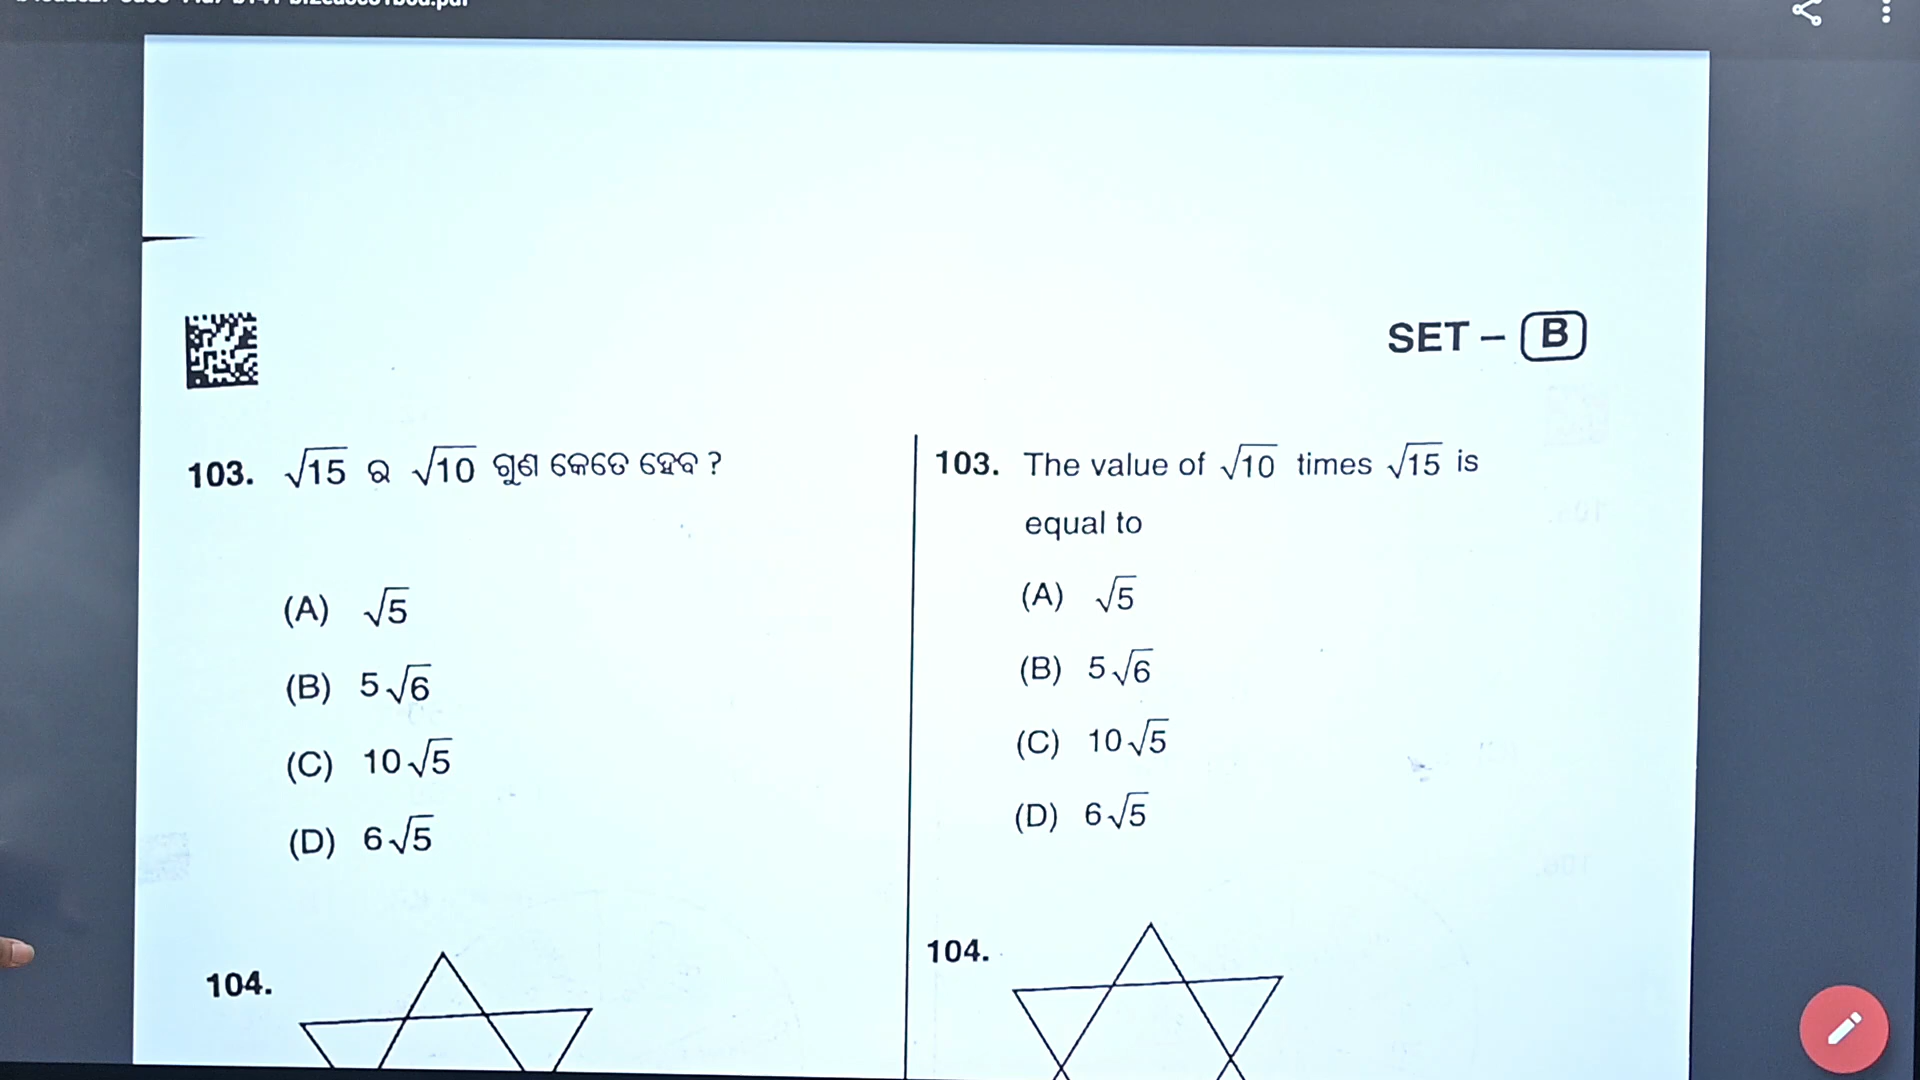 SET – B
103. √15 ର √10 ଗୁଣ କେତେ ହେବ ?
(A) √5
(B) 5√6
(C) 10√5
(D) 6√5
104.
103. The value of √10 times √15 is
equal to
(A) √5
(B) 5√6
(C) 10√5
(D) 6√5
104.